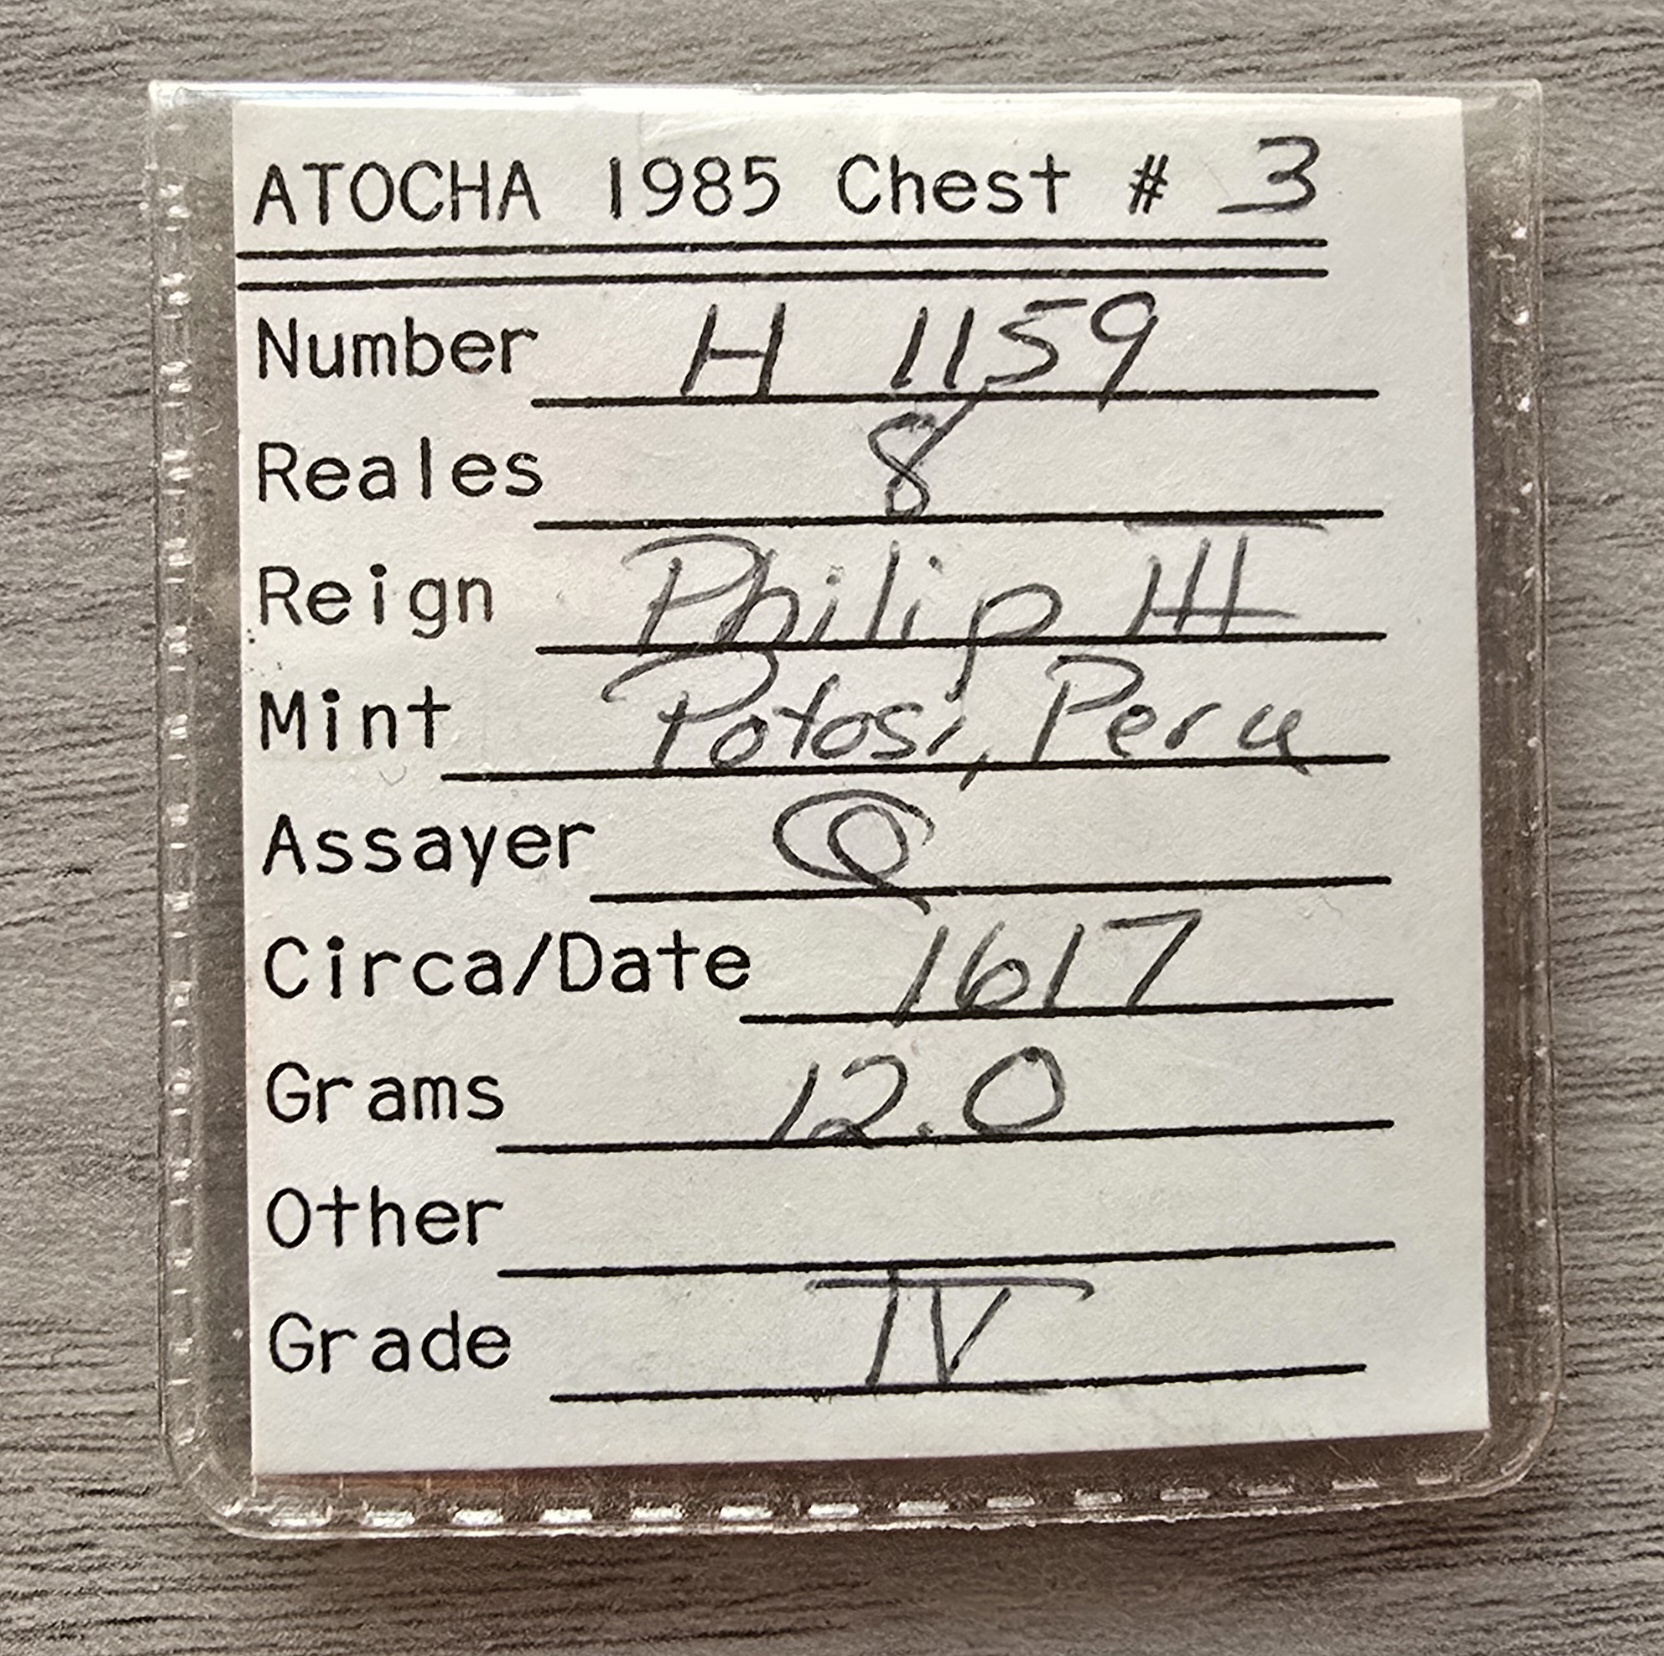 ATOCHA 1985 Chest # 3
Number H 1159
Reales 8
Reign Philip III
Mint Potosi, Peru
Assayer Q
Circa/Date 1617
Grams 12.0
Other
Grade IV